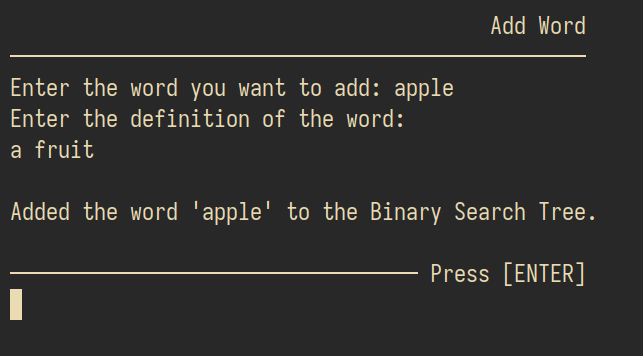 Add Word
Enter the word you want to add: apple
Enter the definition of the word:
a fruit
Added the word 'apple' to the Binary Search Tree.
Press [ENTER]